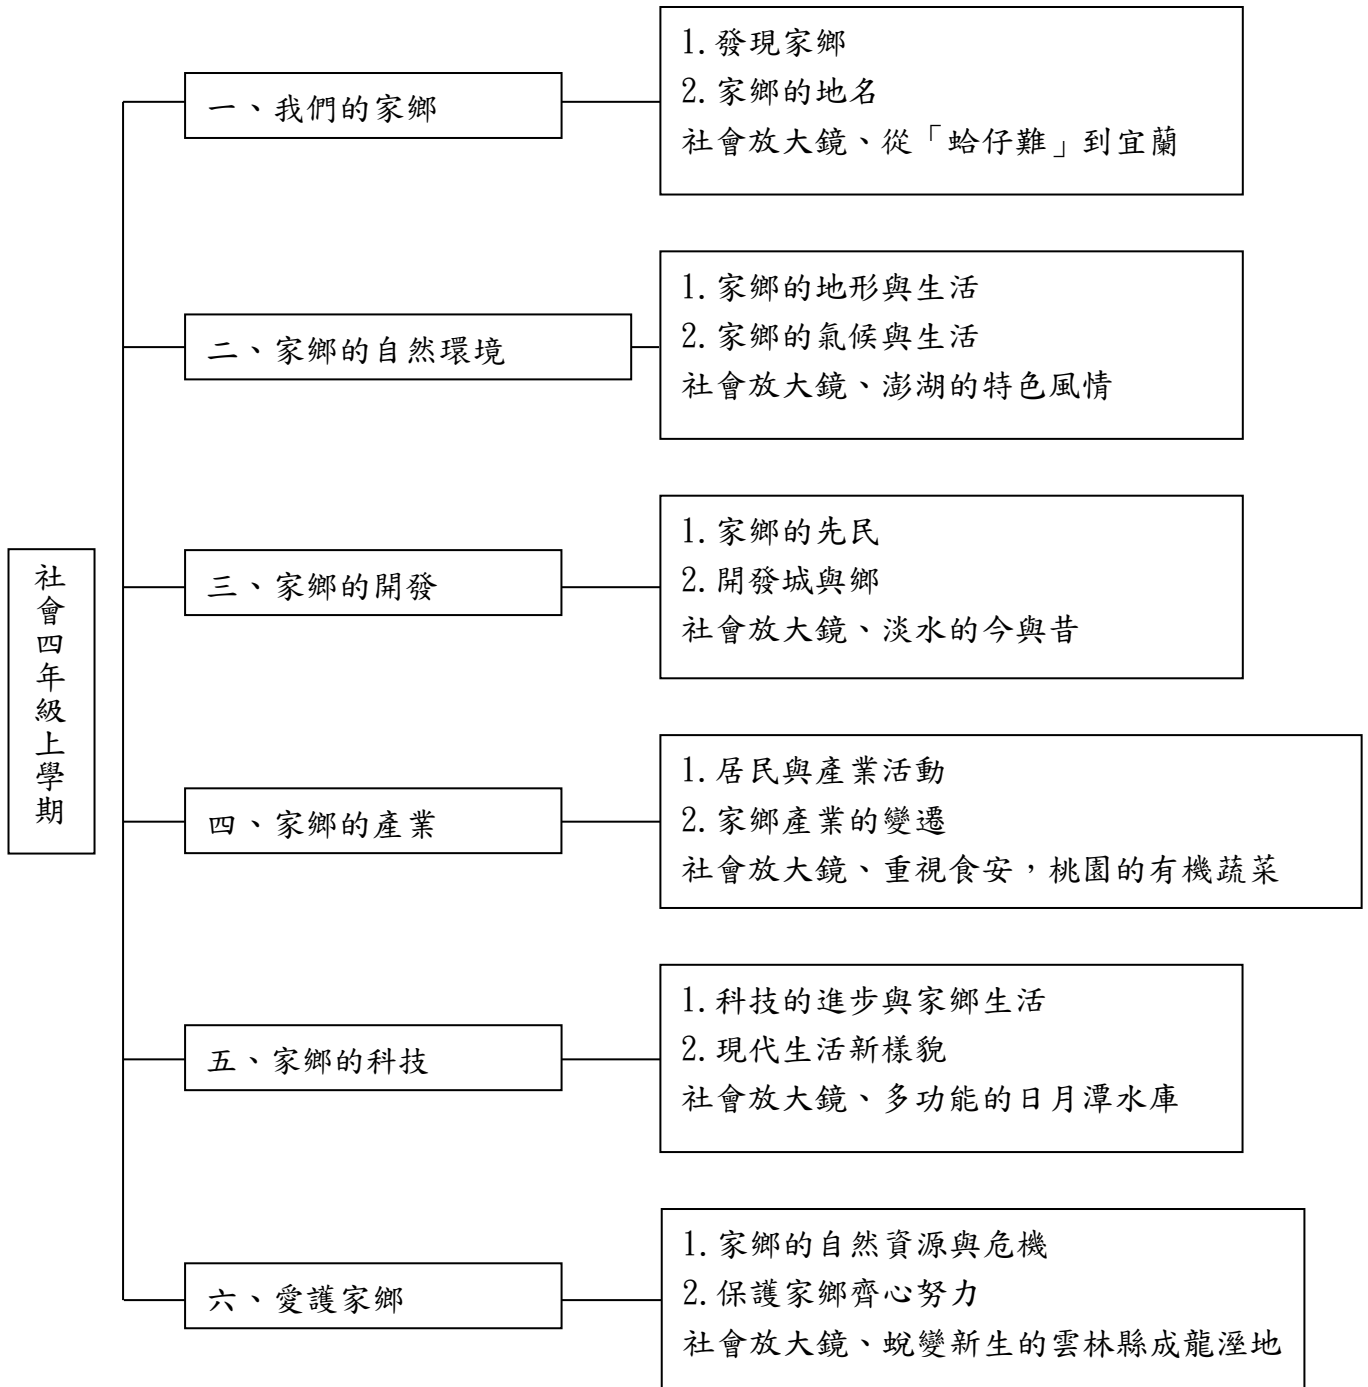 社會四年級上學期
一、我們的家鄉
1.發現家鄉
2.家鄉的地名
社會放大鏡、從「蛤仔難」到宜蘭
二、家鄉的自然環境
1.家鄉的地形與生活
2.家鄉的氣候與生活
社會放大鏡、澎湖的特色風情
三、家鄉的開發
1.家鄉的先民
2.開發城與鄉
社會放大鏡、淡水的今與昔
四、家鄉的產業
1.居民與產業活動
2.家鄉產業的變遷
社會放大鏡、重視食安，桃園的有機蔬菜
五、家鄉的科技
1.科技的進步與家鄉生活
2.現代生活新樣貌
社會放大鏡、多功能的日月潭水庫
六、愛護家鄉
1.家鄉的自然資源與危機
2.保護家鄉齊心努力
社會放大鏡、蛻變新生的雲林縣成龍溼地